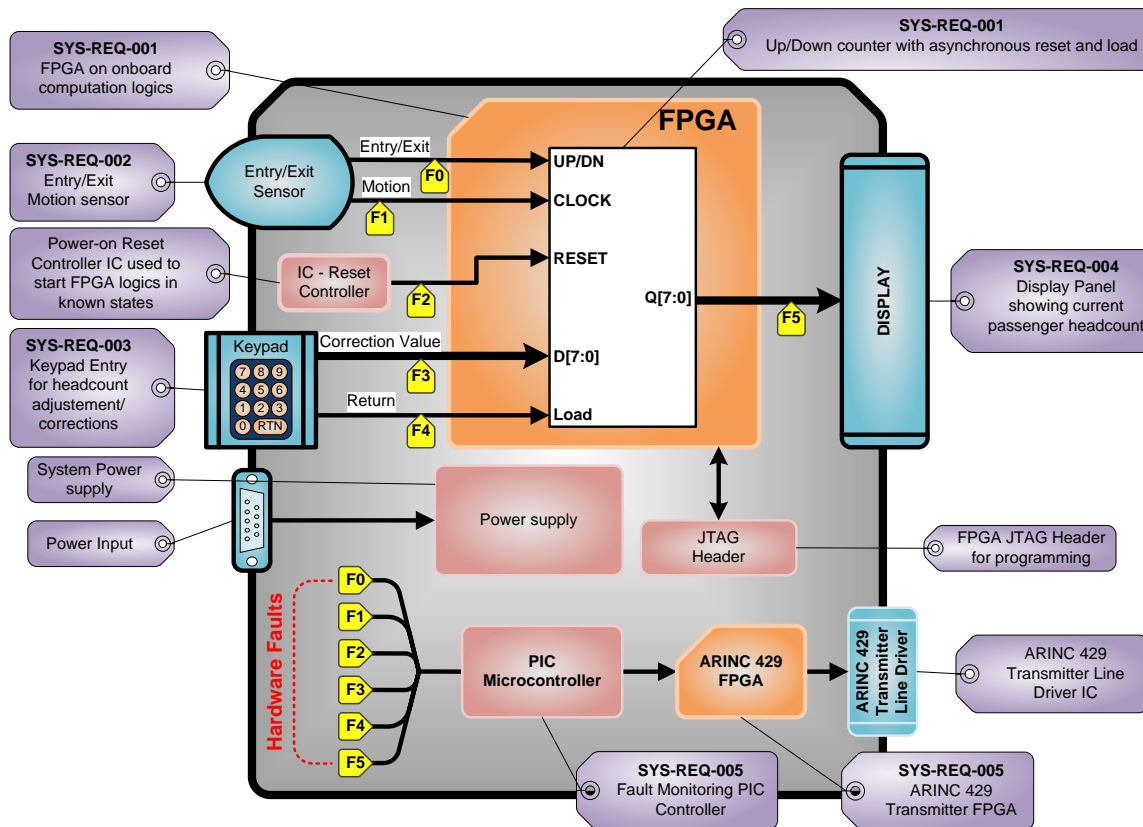 SYS-REQ-001
FPGA on onboard
computation logics
SYS-REQ-001
Up/Down counter with asynchronous reset and load
SYS-REQ-002
Entry/Exit
Motion sensor
Power-on Reset
Controller IC used to
start FPGA logics in
known states
SYS-REQ-003
Keypad Entry
for headcount
adjustement/
corrections
System Power
supply
Power Input
FPGA
Entry/Exit
Sensor
Entry/Exit
F0
Motion
F1
IC - Reset
Controller
F2
Keypad
7 8 9
4 5 6
1 2 3
0 RTN
Correction Value
F3
Return
F4
UP/DN
CLOCK
RESET
D[7:0]
Load
Q[7:0]
F5
DISPLAY
SYS-REQ-004
Display Panel
showing current
passenger headcount
Power supply
JTAG
Header
FPGA JTAG Header
for programming
Hardware Faults
F0
F1
F2
F3
F4
F5
PIC
Microcontroller
ARINC 429
FPGA
ARINC 429
Transmitter
Line Driver
ARINC 429
Transmitter Line
Driver IC
SYS-REQ-005
Fault Monitoring PIC
Controller
SYS-REQ-005
ARINC 429
Transmitter FPGA